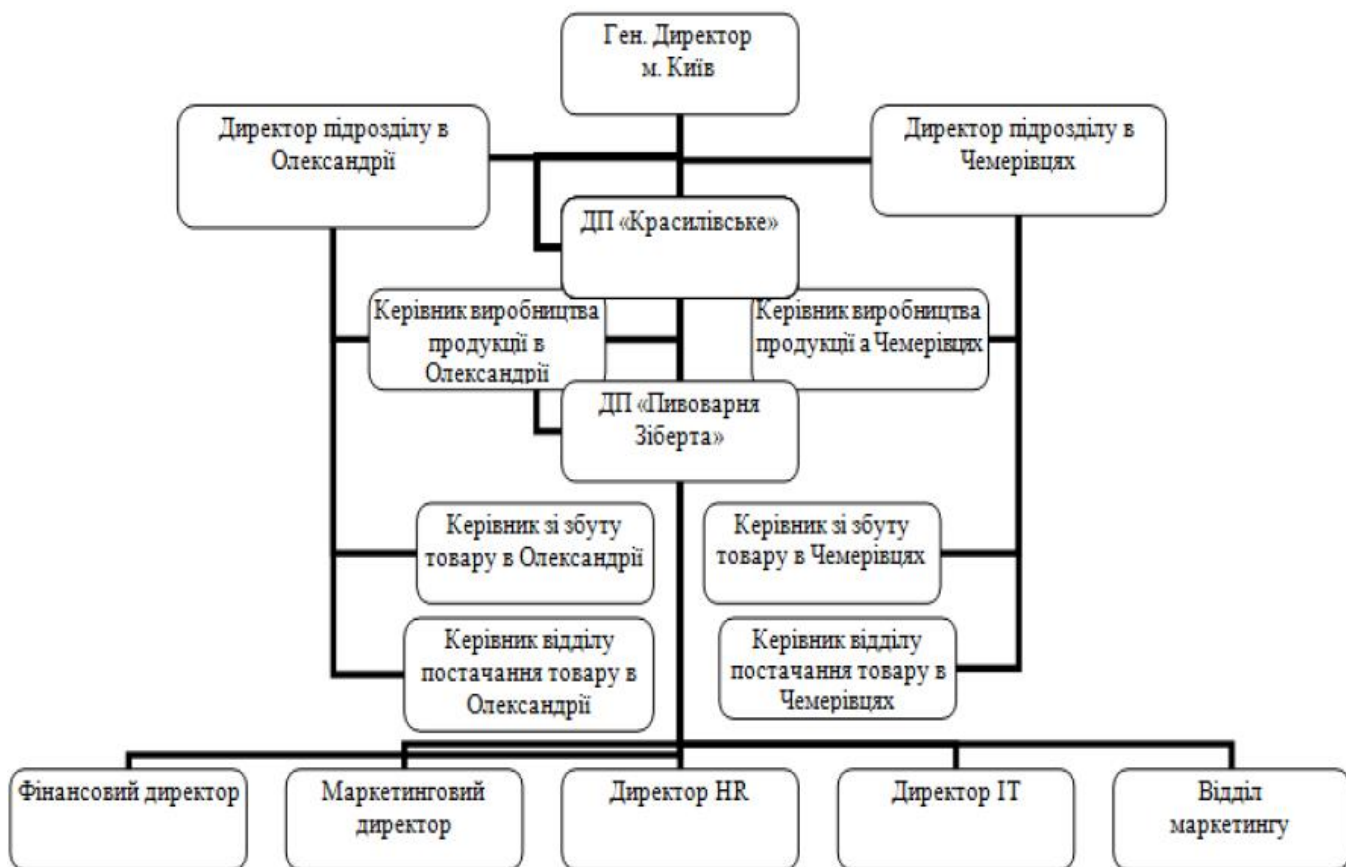 Ген. Директор
м. Київ
Директор підрозділу в
Олександрії
Директор підрозділу в
Чемерівцях
ДП «Красилівське»
Керівник виробництва
продукції в
Олександрії
Керівник виробництва
продукції а Чемерівцях
ДП «Пивоварня
Зіберта»
Керівник зі збуту
товару в Олександрії
Керівник зі збуту
товару в Чемерівцях
Керівник відділу
постачання товару в
Олександрії
Керівник відділу
постачання товару в
Чемерівцях
Фінансовий директор
Маркетинговий
директор
Директор HR
Директор IT
Відділ
маркетингу